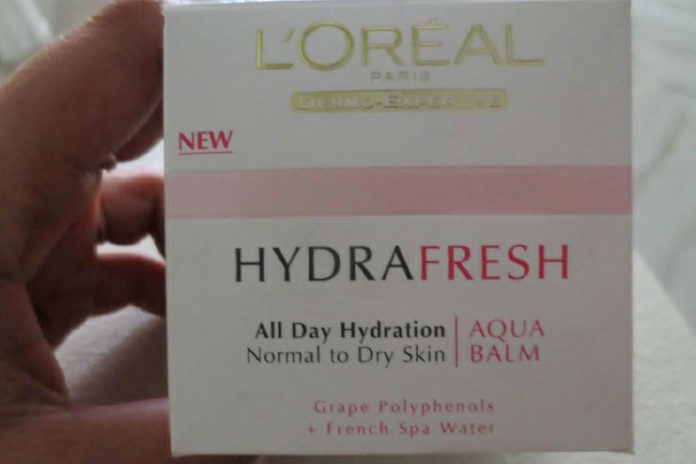 L'ORÉAL
PARIS
DERMO-EXPERTISE
NEW
HYDRAFRESH
All Day Hydration
Normal to Dry Skin
AQUA
BALM
Grape Polyphenols
+ French Spa Water